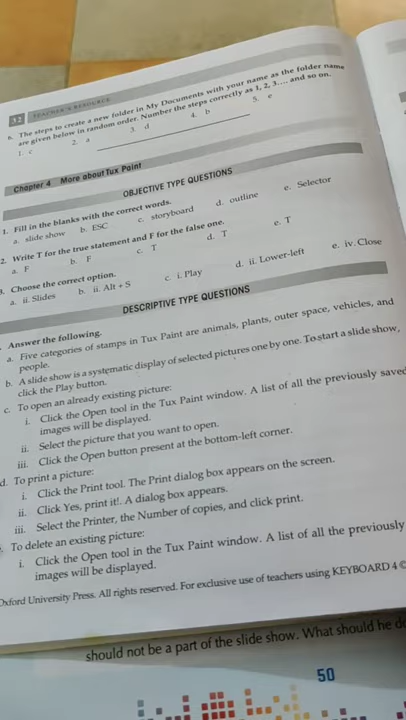 32 TEACHER'S RESOURCE
B. The steps to create a new folder in My Documents with your name as the folder name
are given below in random order. Number the steps correctly as 1, 2, 3.... and so on.
1. c 2. a 3. d 4. b 5. e
Chapter 4 More about Tux Paint
OBJECTIVE TYPE QUESTIONS
1. Fill in the blanks with the correct words.
a. slide show b. ESC c. storyboard d. outline e. Selector
2. Write T for the true statement and F for the false one.
a. F b. F c. T d. T e. T
3. Choose the correct option.
a. ii. Slides b. ii. Alt + S c. i. Play d. ii. Lower-left e. iv. Close
DESCRIPTIVE TYPE QUESTIONS
Answer the following.
a. Five categories of stamps in Tux Paint are animals, plants, outer space, vehicles, and
people.
b. A slide show is a systematic display of selected pictures one by one. To start a slide show,
click the Play button.
c. To open an already existing picture:
i. Click the Open tool in the Tux Paint window. A list of all the previously saved
images will be displayed.
ii. Select the picture that you want to open.
iii. Click the Open button present at the bottom-left corner.
d. To print a picture:
i. Click the Print tool. The Print dialog box appears on the screen.
ii. Click Yes, print it!. A dialog box appears.
iii. Select the Printer, the Number of copies, and click print.
To delete an existing picture:
i. Click the Open tool in the Tux Paint window. A list of all the previously
images will be displayed.
Oxford University Press. All rights reserved. For exclusive use of teachers using KEYBOARD 4 ©
should not be a part of the slide show. What should he do
50